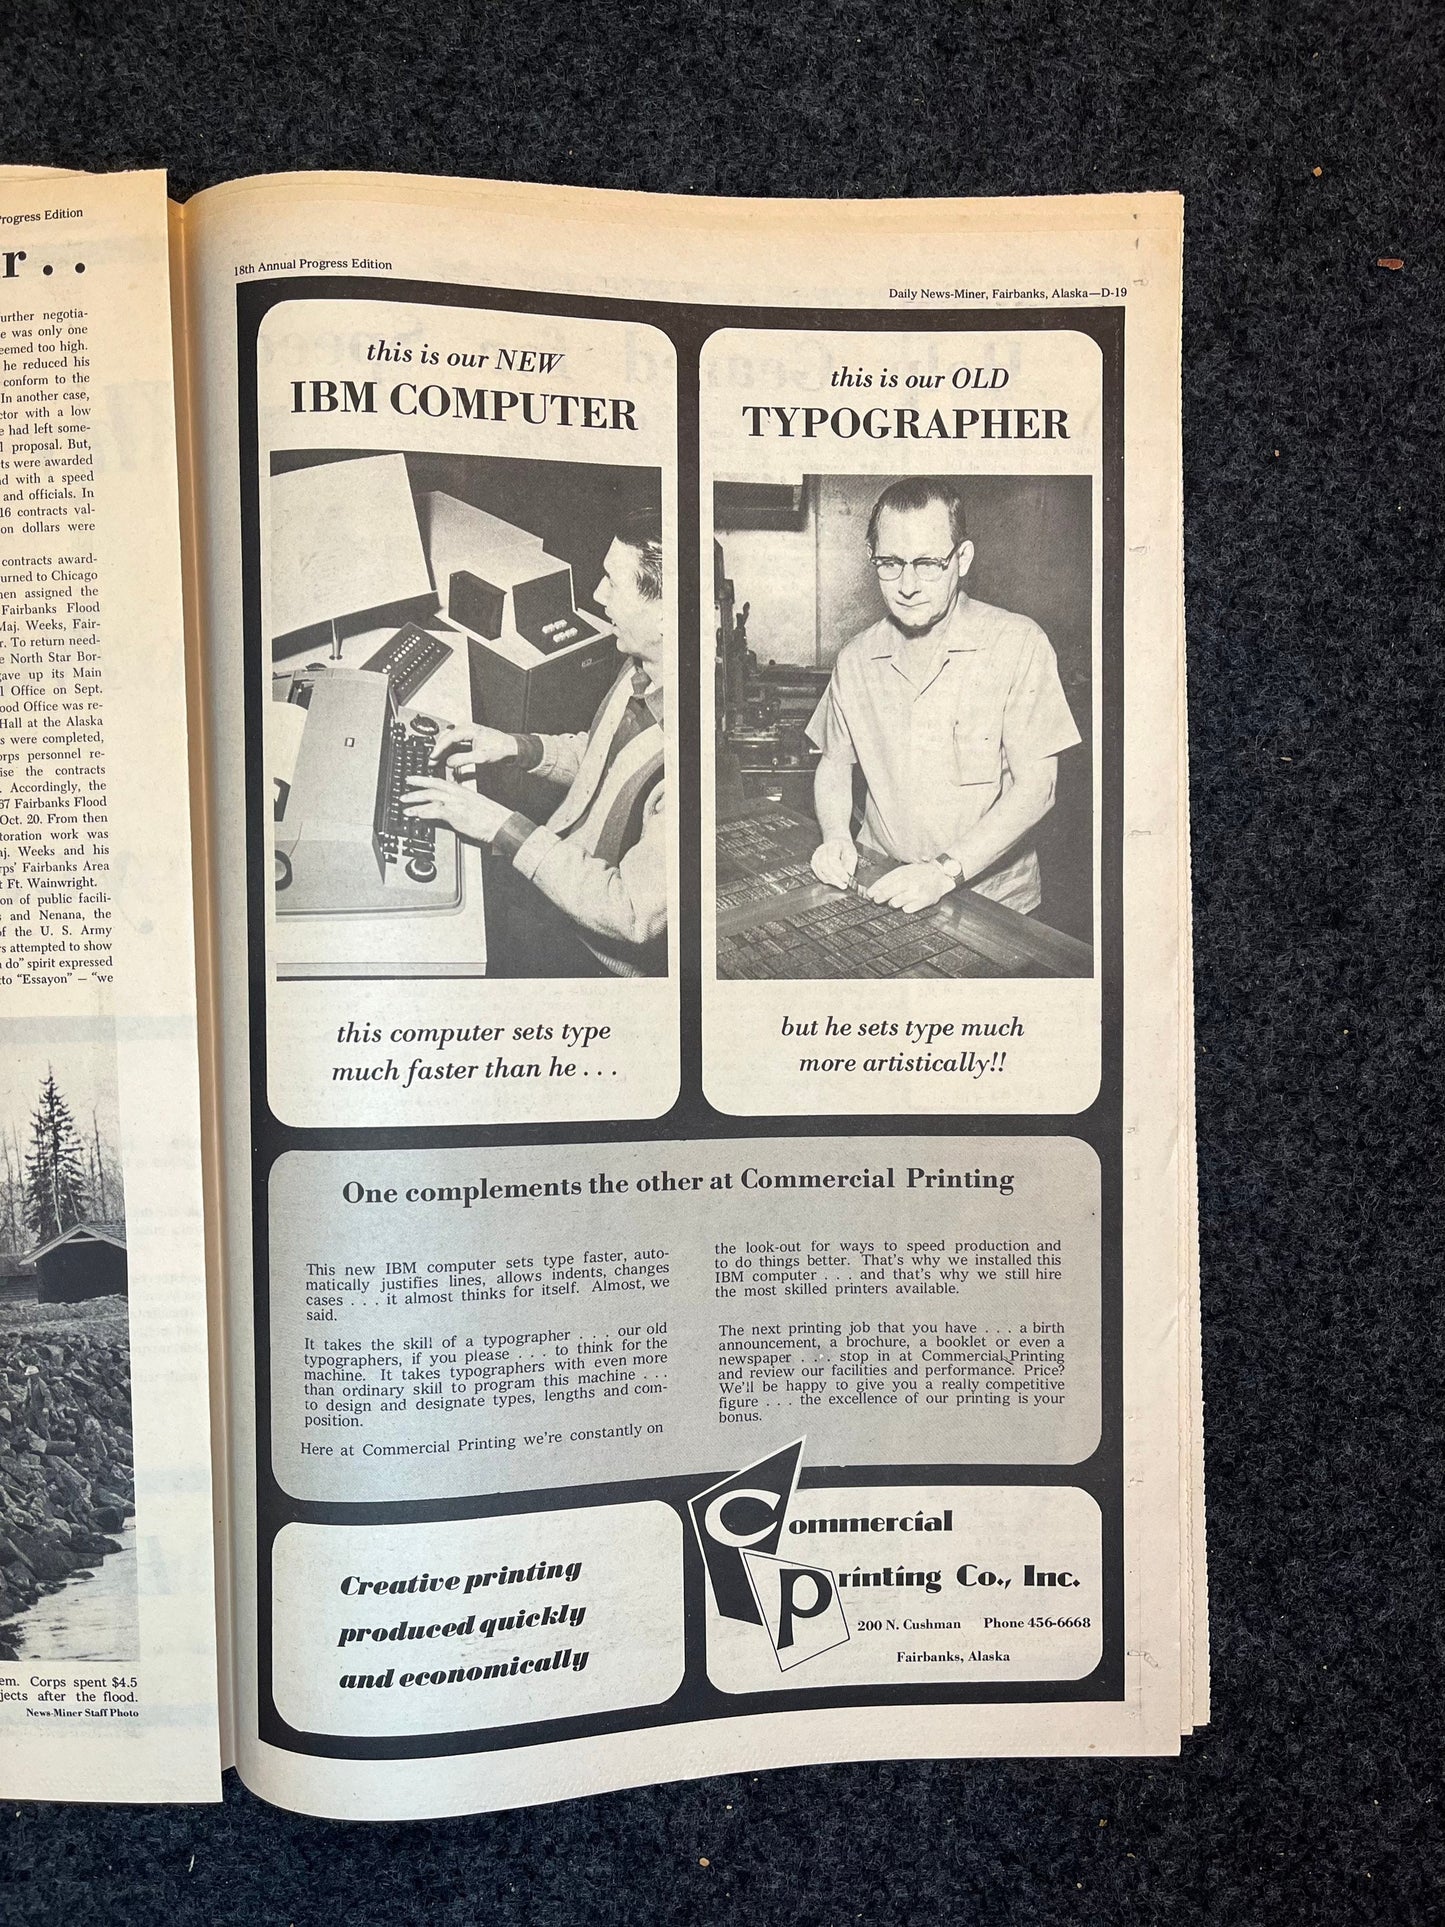 rogress Edition
r . .
urther negotia-
e was only one
eemed too high.
he reduced his
conform to the
In another case,
ctor with a low
e had left some-
l proposal. But,
ts were awarded
d with a speed
and officials. In
16 contracts val-
on dollars were
contracts award-
urned to Chicago
en assigned the
Fairbanks Flood
Maj. Weeks, Fair-
r. To return need-
e North Star Bor-
ave up its Main
l Office on Sept.
ood Office was re-
Hall at the Alaska
s were completed,
orps personnel re-
ise the contracts
. Accordingly, the
67 Fairbanks Flood
Oct. 20. From then
toration work was
aj. Weeks and his
rps' Fairbanks Area
t Ft. Wainwright.
on of public facili-
s and Nenana, the
of the U. S. Army
rs attempted to show
n do" spirit expressed
tto "Essayon" — "we
em. Corps spent $4.5
jects after the flood.
News-Miner Staff Photo
18th Annual Progress Edition
Daily News-Miner, Fairbanks, Alaska—D-19
this is our NEW
IBM COMPUTER
this computer sets type
much faster than he . . .
this is our OLD
TYPOGRAPHER
but he sets type much
more artistically!!
One complements the other at Commercial Printing
This new IBM computer sets type faster, auto-
matically justifies lines, allows indents, changes
cases . . . it almost thinks for itself. Almost, we
said.
It takes the skill of a typographer . . . our old
typographers, if you please . . . to think for the
machine. It takes typographers with even more
than ordinary skill to program this machine . . .
to design and designate types, lengths and com-
position.
Here at Commercial Printing we're constantly on
the look-out for ways to speed production and
to do things better. That's why we installed this
IBM computer . . . and that's why we still hire
the most skilled printers available.
The next printing job that you have . . . a birth
announcement, a brochure, a booklet or even a
newspaper . . . stop in at Commercial Printing
and review our facilities and performance. Price?
We'll be happy to give you a really competitive
figure . . . the excellence of our printing is your
bonus.
Creative printing
produced quickly
and economically
Commercial
Printing Co., Inc.
200 N. Cushman Phone 456-6668
Fairbanks, Alaska